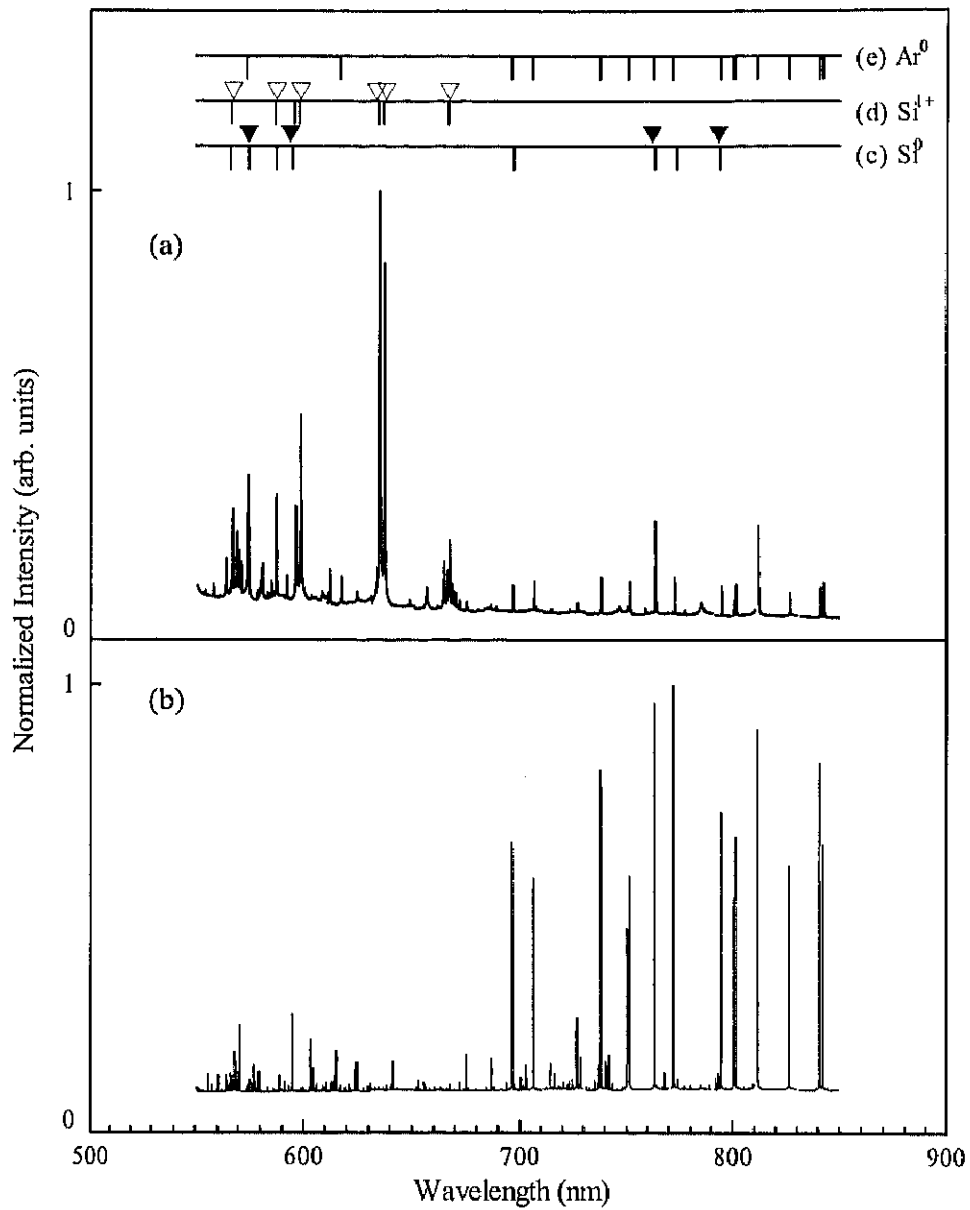 (e) Ar⁰
(d) Si¹⁺
(c) Si⁰
1
(a)
0
1
(b)
0
Normalized Intensity (arb. units)
500 600 700 800 900
Wavelength (nm)